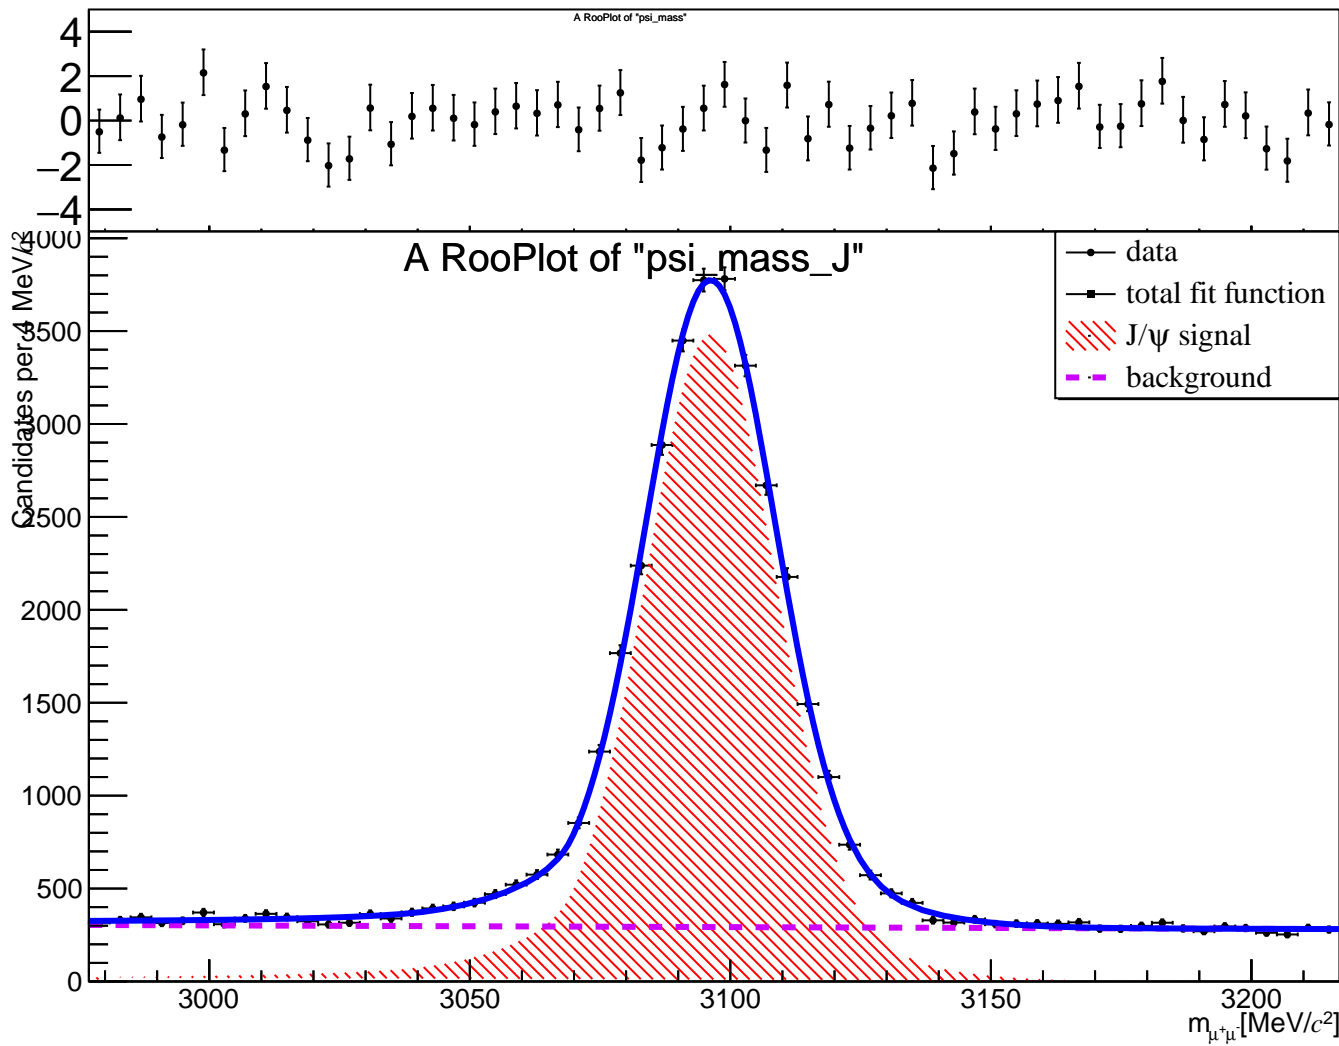 A RooPlot of "psi_mass"
4
2
0
−2
−4
A RooPlot of "psi_mass_J"
data
total fit function
J/ψ signal
background
Candidates per 4 MeV/c²
4000
3500
3000
2500
2000
1500
1000
500
0
3000 3050 3100 3150 3200
m_μ⁺μ⁻[MeV/c²]